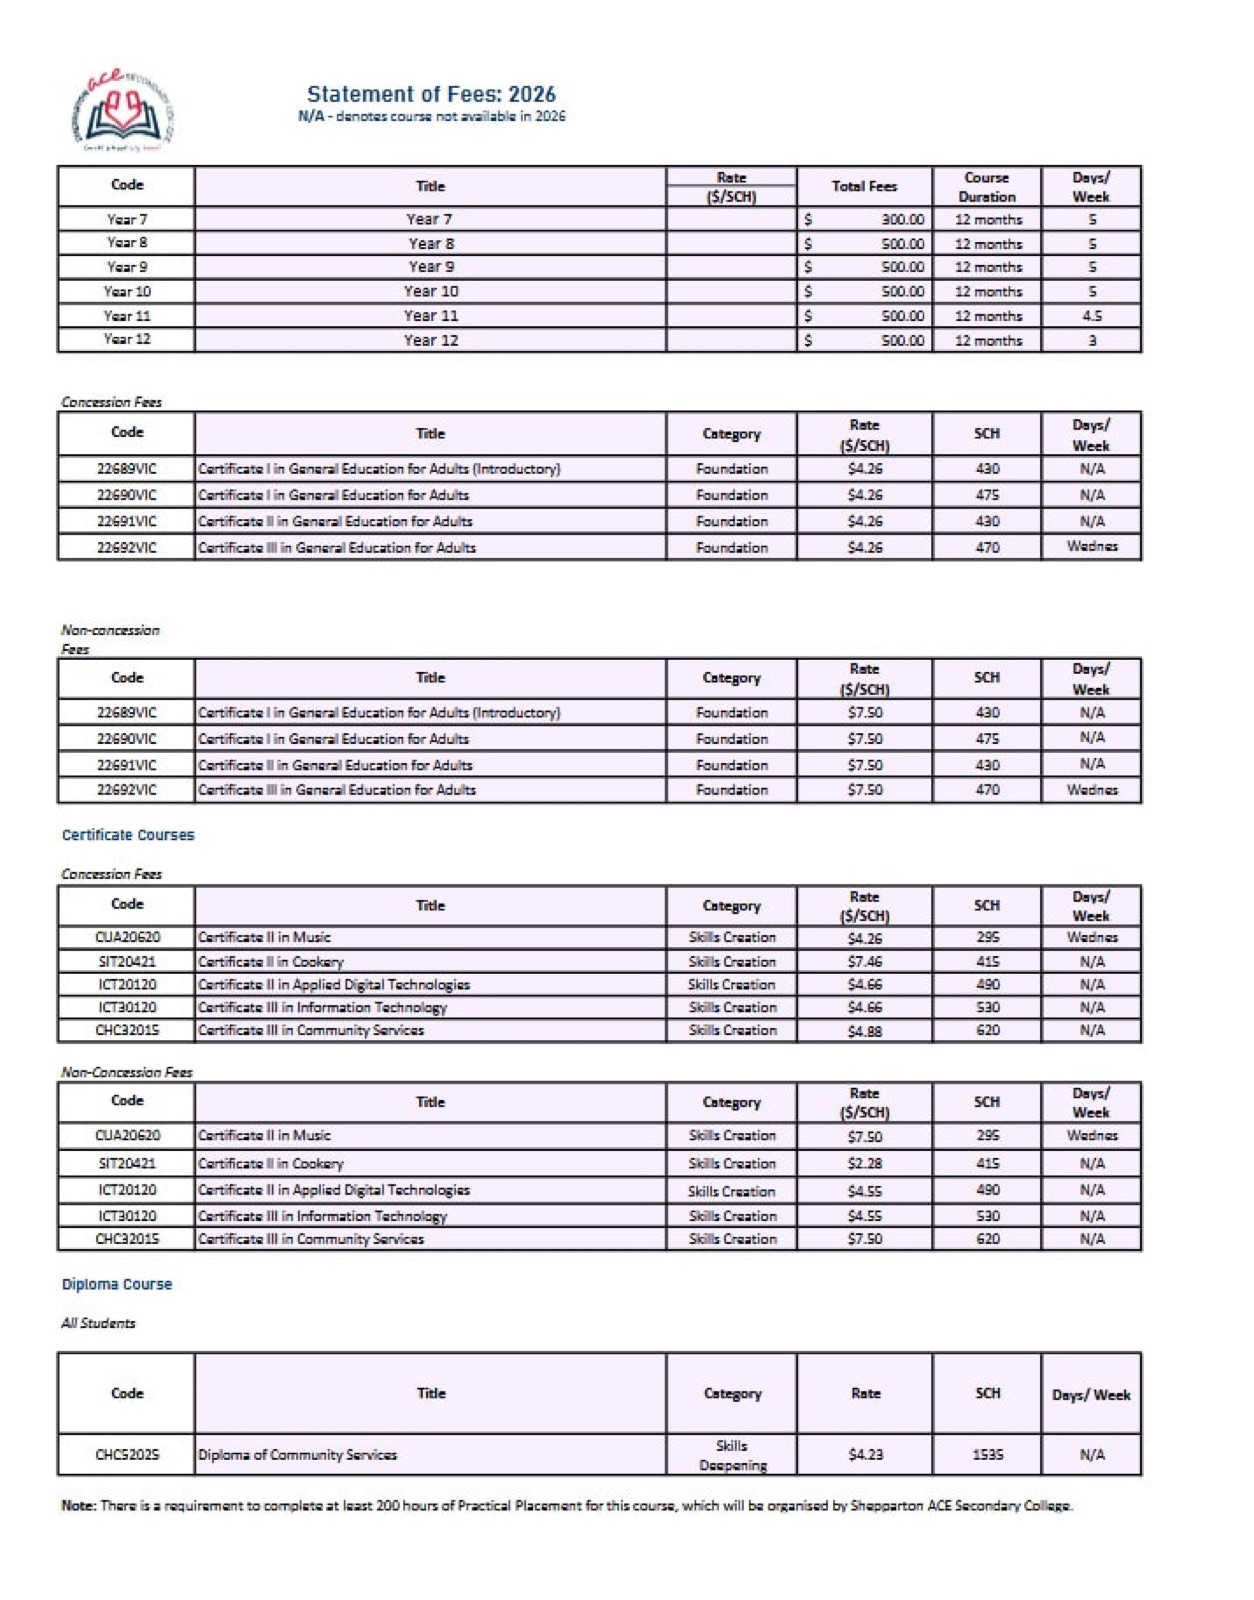 ace
Statement of Fees: 2026
N/A - denotes course not available in 2026
Code Title Rate ($/SCH) Total Fees Course Duration Days/ Week
Year 7 Year 7 $ 300.00 12 months 5
Year 8 Year 8 $ 500.00 12 months 5
Year 9 Year 9 $ 500.00 12 months 5
Year 10 Year 10 $ 500.00 12 months 5
Year 11 Year 11 $ 500.00 12 months 4.5
Year 12 Year 12 $ 500.00 12 months 3
Concession Fees
Code Title Category Rate ($/SCH) SCH Days/ Week
22689VIC Certificate I in General Education for Adults (Introductory) Foundation $4.26 430 N/A
22690VIC Certificate I in General Education for Adults Foundation $4.26 475 N/A
22691VIC Certificate II in General Education for Adults Foundation $4.26 430 N/A
22692VIC Certificate III in General Education for Adults Foundation $4.26 470 Wednes
Non-concession
Fees
Code Title Category Rate ($/SCH) SCH Days/ Week
22689VIC Certificate I in General Education for Adults (Introductory) Foundation $7.50 430 N/A
22690VIC Certificate I in General Education for Adults Foundation $7.50 475 N/A
22691VIC Certificate II in General Education for Adults Foundation $7.50 430 N/A
22692VIC Certificate III in General Education for Adults Foundation $7.50 470 Wednes
Certificate Courses
Concession Fees
Code Title Category Rate ($/SCH) SCH Days/ Week
CUA20620 Certificate II in Music Skills Creation $4.26 295 Wednes
SIT20421 Certificate II in Cookery Skills Creation $7.46 415 N/A
ICT20120 Certificate II in Applied Digital Technologies Skills Creation $4.66 490 N/A
ICT30120 Certificate III in Information Technology Skills Creation $4.66 530 N/A
CHC32015 Certificate III in Community Services Skills Creation $4.88 620 N/A
Non-Concession Fees
Code Title Category Rate ($/SCH) SCH Days/ Week
CUA20620 Certificate II in Music Skills Creation $7.50 295 Wednes
SIT20421 Certificate II in Cookery Skills Creation $2.28 415 N/A
ICT20120 Certificate II in Applied Digital Technologies Skills Creation $4.55 490 N/A
ICT30120 Certificate III in Information Technology Skills Creation $4.55 530 N/A
CHC32015 Certificate III in Community Services Skills Creation $7.50 620 N/A
Diploma Course
All Students
Code Title Category Rate SCH Days/ Week
CHC52025 Diploma of Community Services Skills Deepening $4.23 1535 N/A
Note: There is a requirement to complete at least 200 hours of Practical Placement for this course, which will be organised by Shepparton ACE Secondary College.